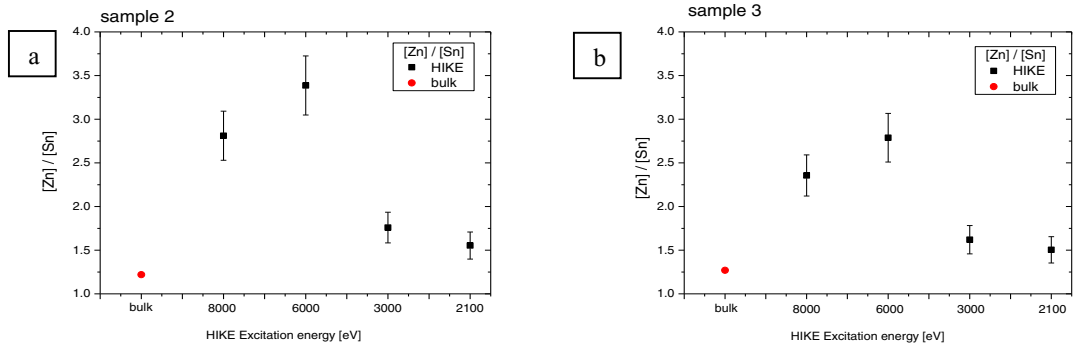 sample 2
a
[Zn] / [Sn]
4.0
3.5
3.0
2.5
2.0
1.5
1.0
[Zn] / [Sn]
HIKE
bulk
bulk 8000 6000 3000 2100
HIKE Excitation energy [eV]
sample 3
b
[Zn] / [Sn]
4.0
3.5
3.0
2.5
2.0
1.5
1.0
[Zn] / [Sn]
HIKE
bulk
bulk 8000 6000 3000 2100
HIKE Excitation energy [eV]